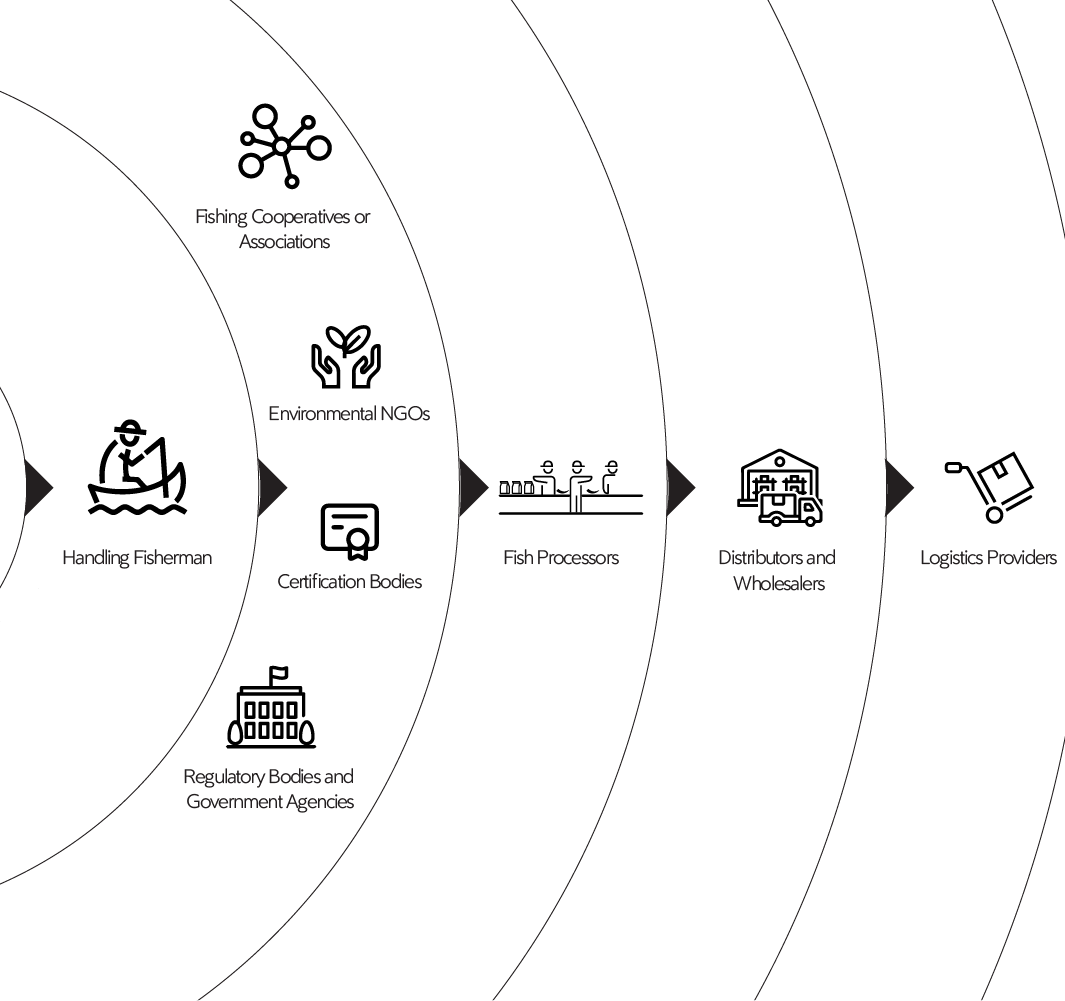 Fishing Cooperatives or
Associations
Environmental NGOs
Handling Fisherman
Certification Bodies
Regulatory Bodies and
Government Agencies
Fish Processors
Distributors and
Wholesalers
Logistics Providers